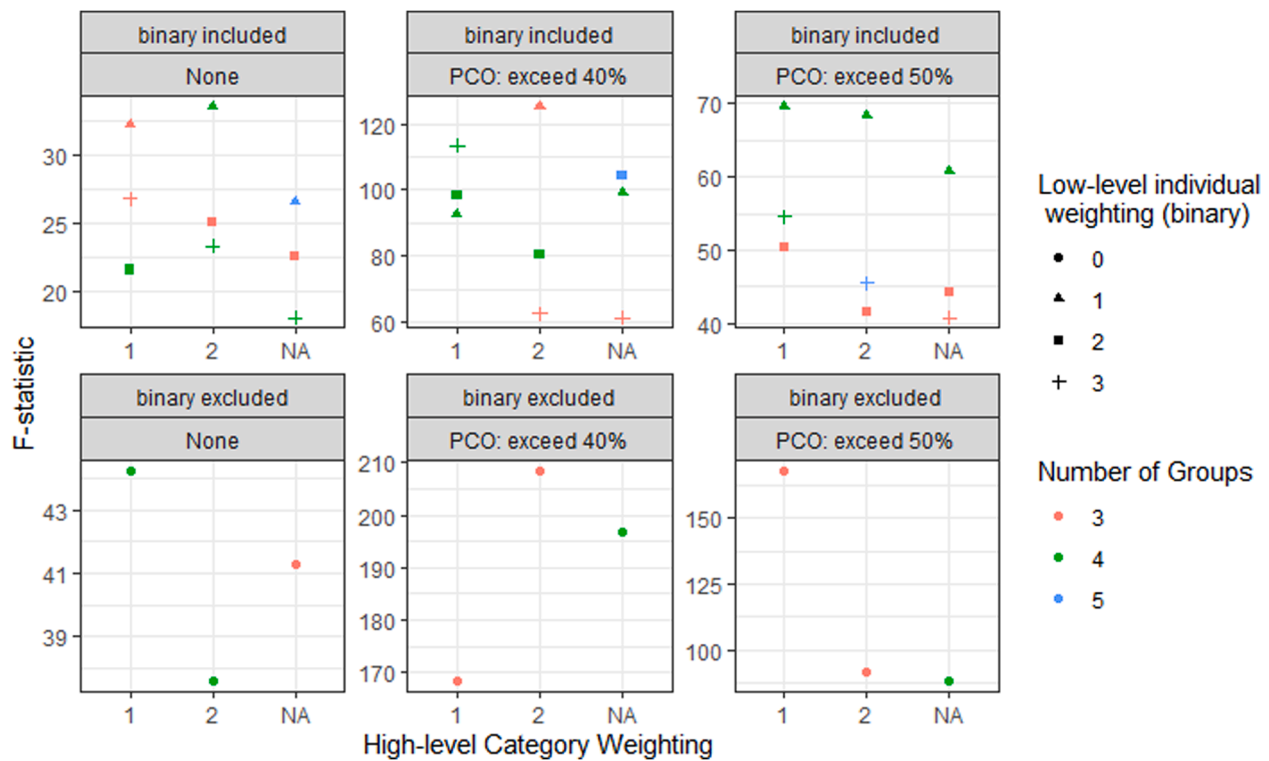 binary included
None
binary included
PCO: exceed 40%
binary included
PCO: exceed 50%
30
25
20
1 2 NA
120
100
80
60
1 2 NA
70
60
50
40
1 2 NA
F-statistic
binary excluded
None
binary excluded
PCO: exceed 40%
binary excluded
PCO: exceed 50%
43
41
39
1 2 NA
210
200
190
180
170
1 2 NA
150
125
100
1 2 NA
High-level Category Weighting
Low-level individual
weighting (binary)
0
1
2
3
Number of Groups
3
4
5